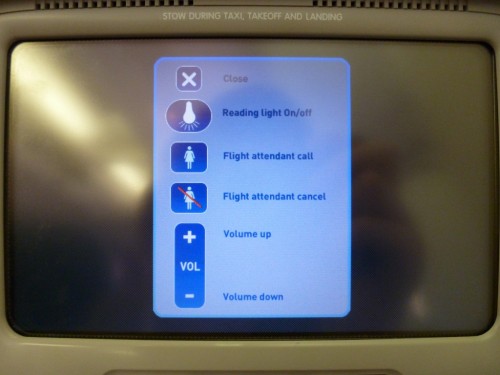 STOW DURING TAXI, TAKEOFF AND LANDING
Close
Reading light On/off
Flight attendant call
Flight attendant cancel
Volume up
VOL
Volume down